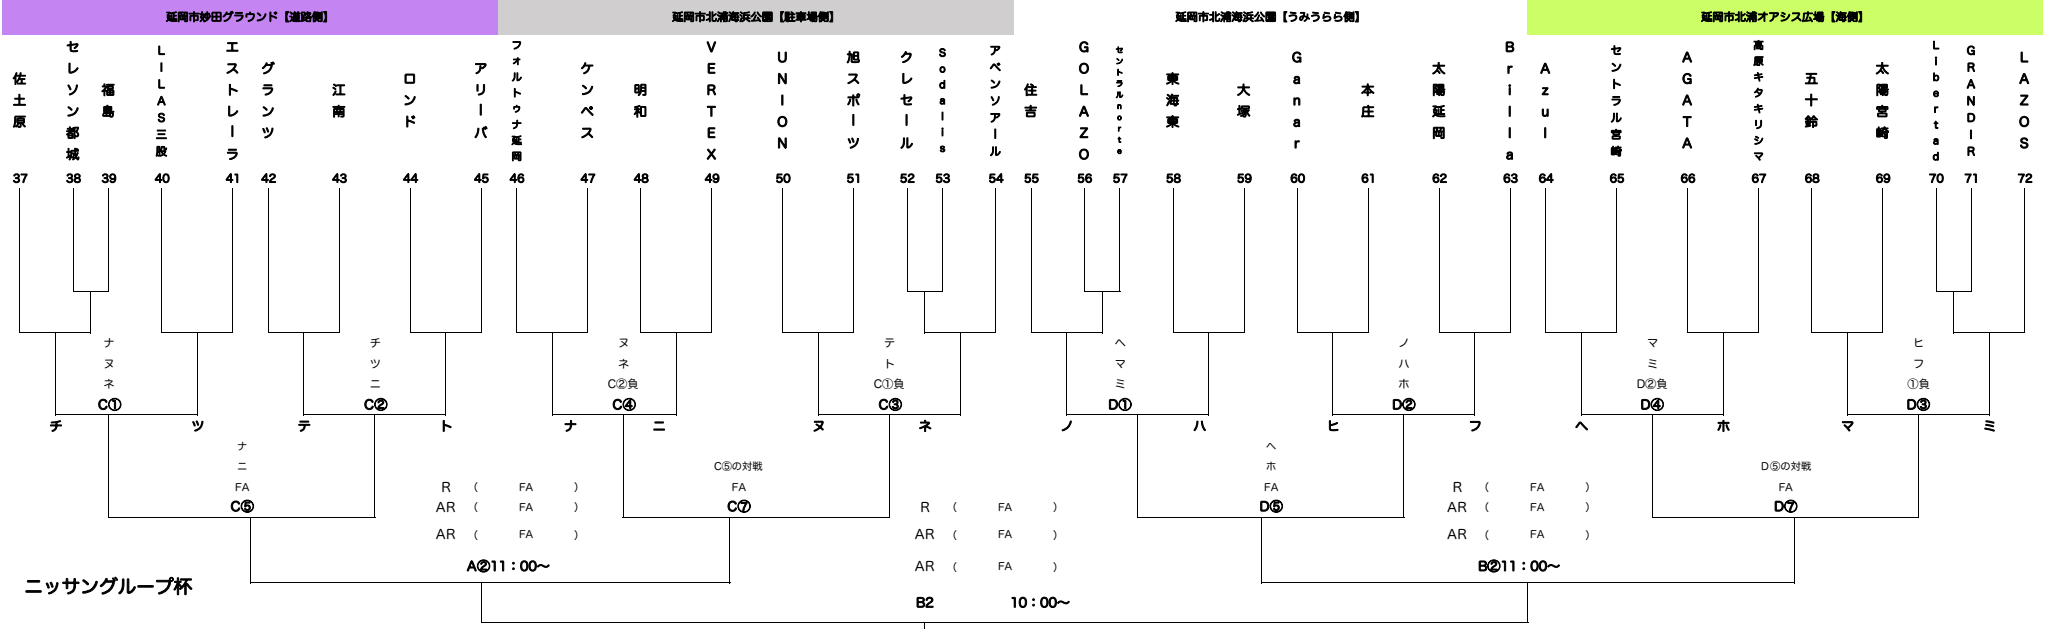 延岡市妙田グラウンド【道路側】 延岡市北浦海浜公園【駐車場側】 延岡市北浦海浜公園【うみうらら側】 延岡市北浦オアシス広場【海側】
佐土原
セレソン都城
福島
LILAS三股
エストレーラ
グランツ
江南
ロンド
アリーバ
フォルトゥナ延岡
ケンペス
明和
VERTEX
UNION
旭スポーツ
クレセール
Sodalis
アベンソアール
住吉
GOLAZO
セントラルnorte
東海東
大塚
Ganar
本庄
太陽延岡
Brilla
Azul
セントラル宮崎
AGATA
高原キタキリシマ
五十鈴
太陽宮崎
Libertad
GRANDIR
LAZOS
37 38 39 40 41 42 43 44 45 46 47 48 49 50 51 52 53 54 55 56 57 58 59 60 61 62 63 64 65 66 67 68 69 70 71 72
ナ チ ヌ テ ヘ ノ マ ヒ
ヌ ツ ネ ト マ ハ ミ フ
ネ ニ C②負 C①負 ミ ホ D②負 ①負
C① C② C④ C③ D① D② D④ D③
チ ツ テ ト ナ ニ ヌ ネ ノ ハ ヒ フ ヘ ホ マ ミ
ナ ヘ
ニ C⑤の対戦 ホ D⑤の対戦
FA R ( FA ) FA FA R ( FA ) FA
C⑤ AR ( FA ) C⑦ R ( FA ) D⑤ AR ( FA ) D⑦
AR ( FA ) AR ( FA ) AR ( FA )
A②11：00〜 AR ( FA ) B②11：00〜
ニッサングループ杯
B2 10：00〜